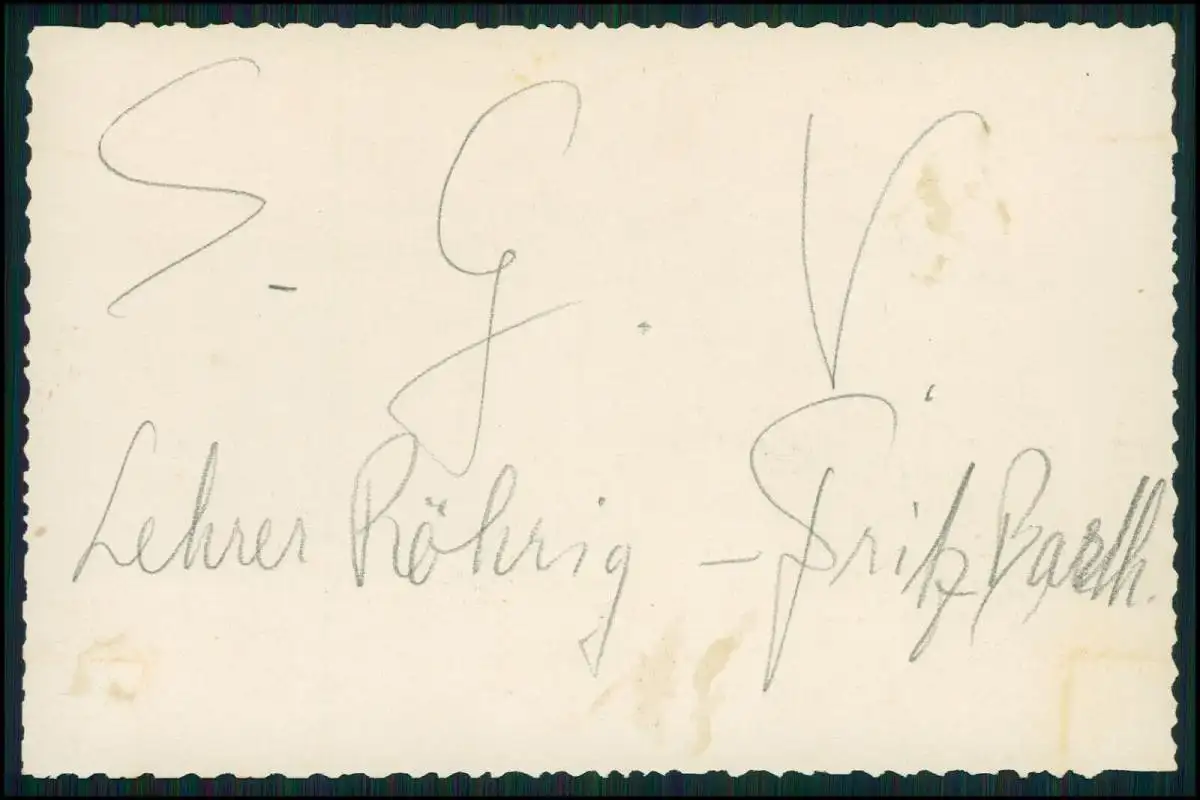 S. G. V.
Lehrer Röhrig – Fritz Barth.